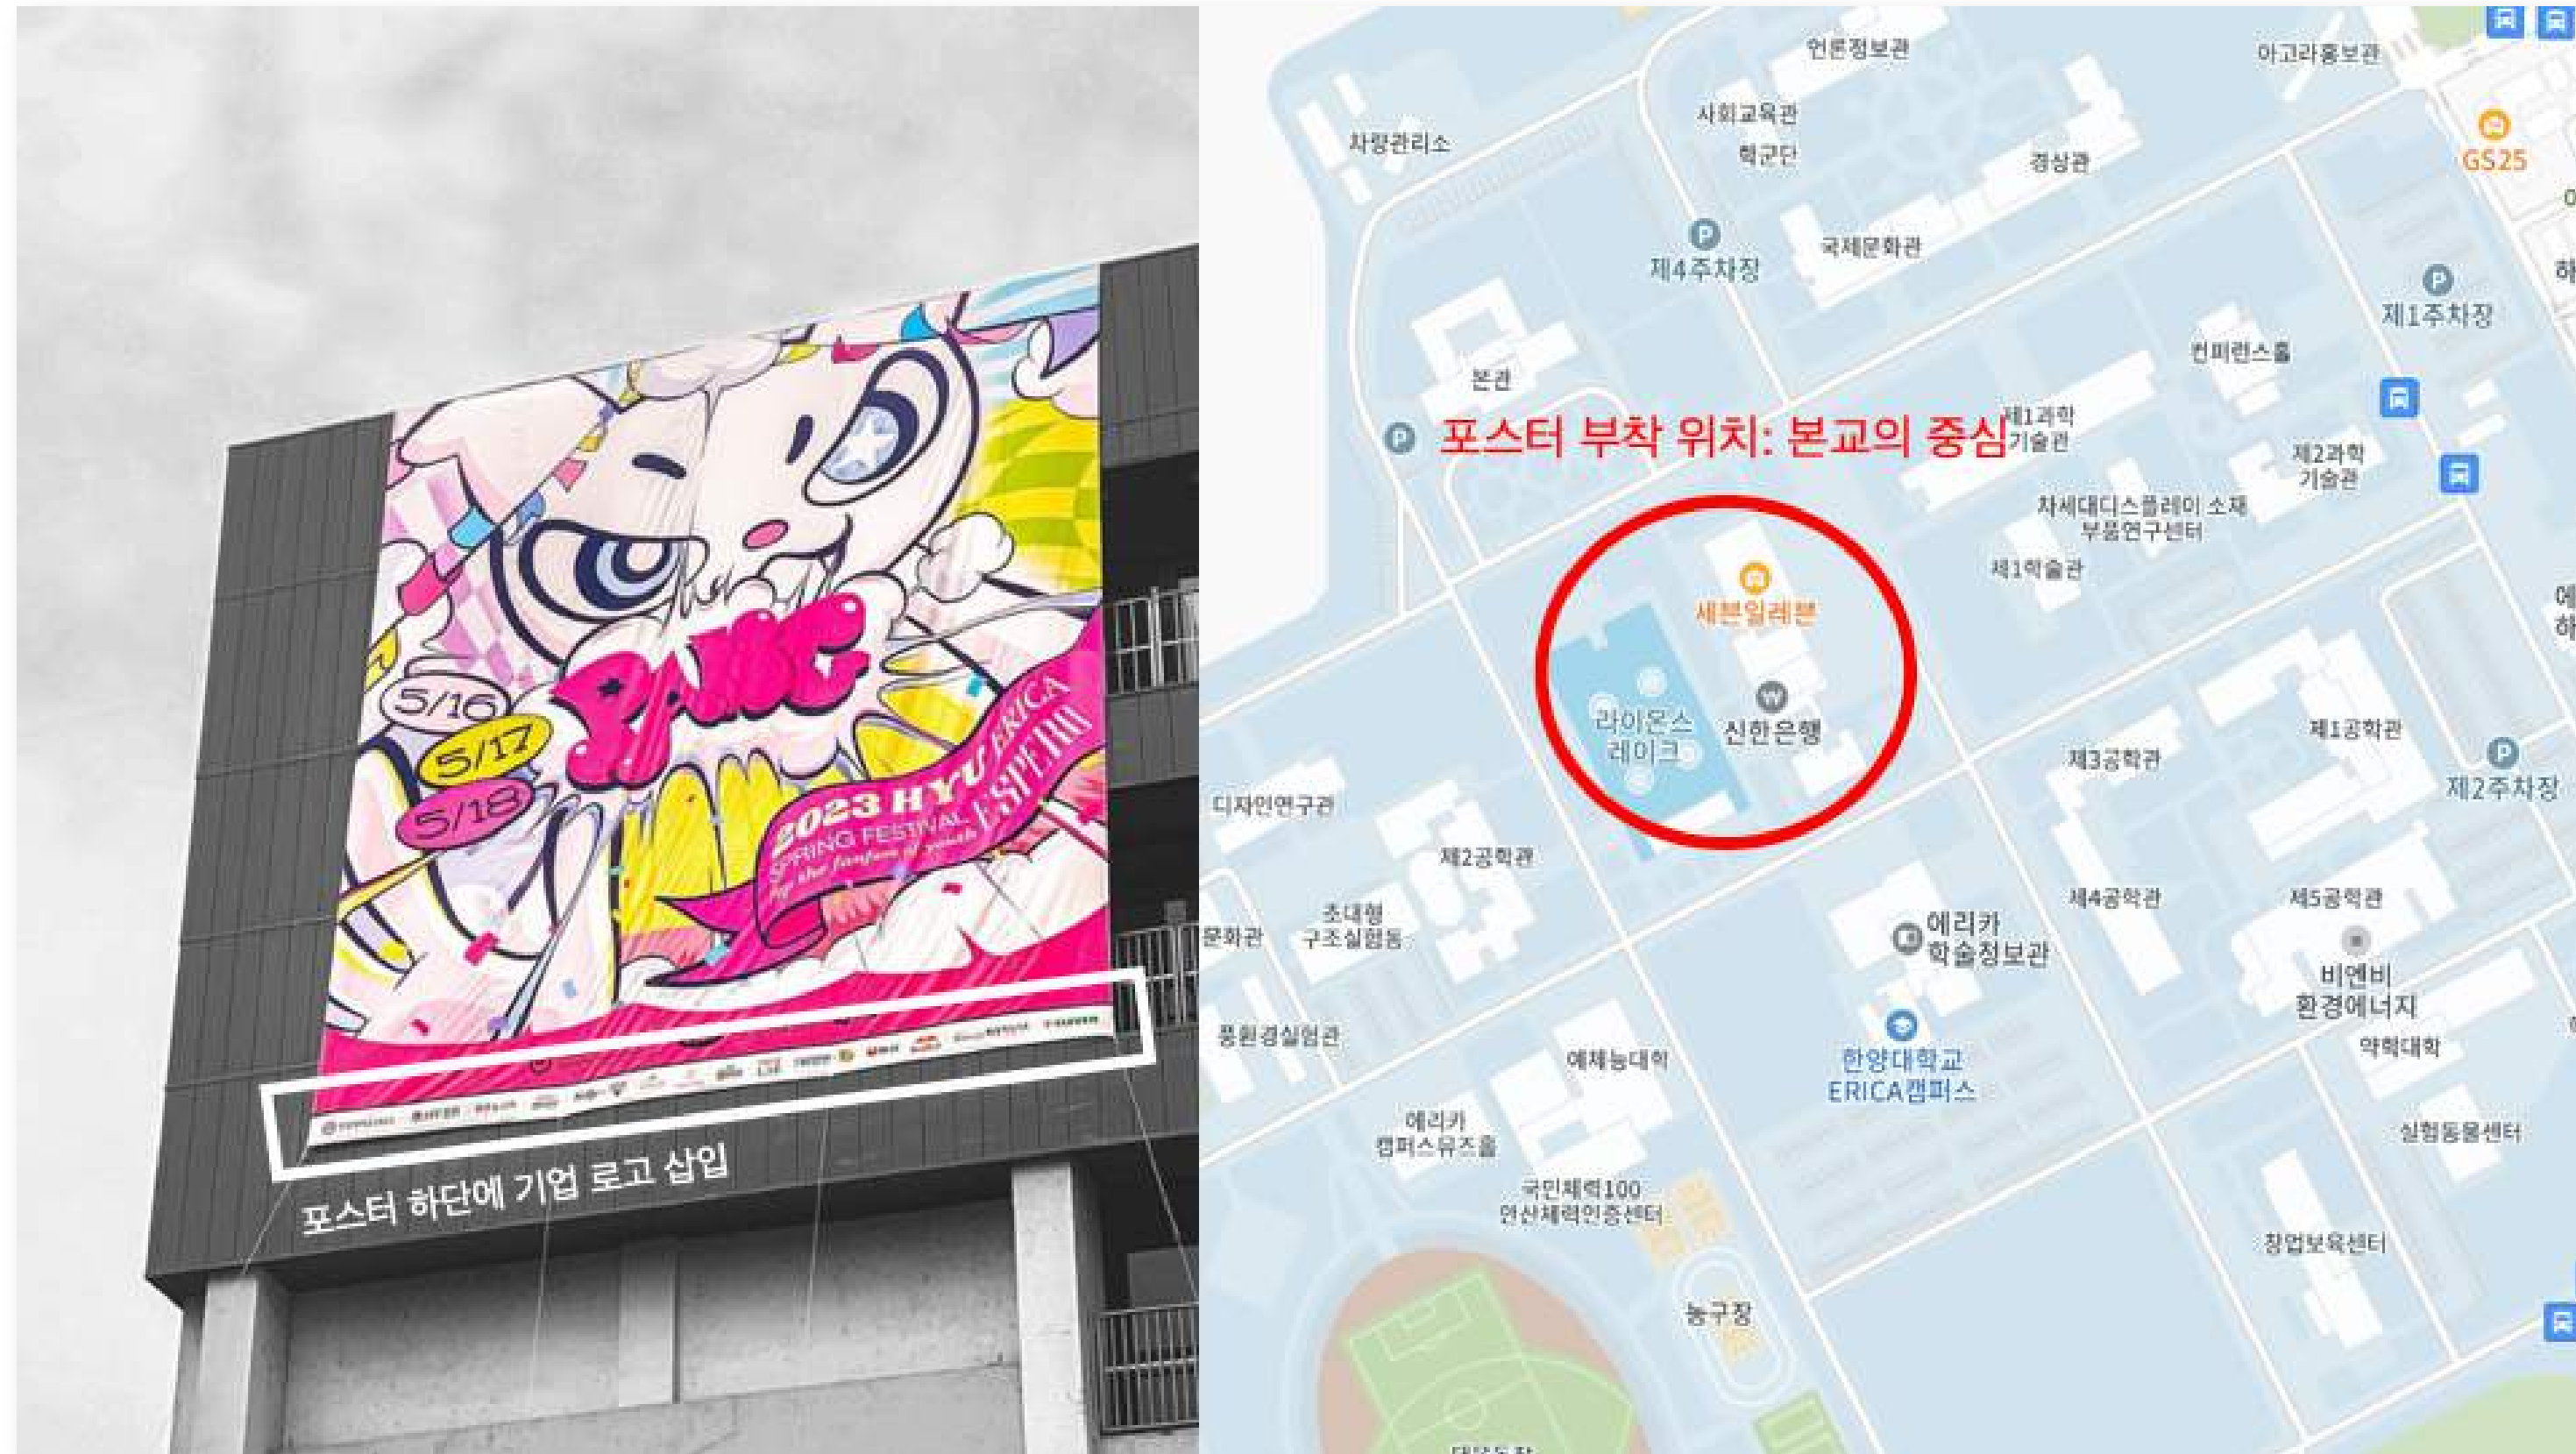 5/16
5/17
5/18
PANG
2023 HYU ERICA
SPRING FESTIVAL ESPERO
by the fanfare of youth
포스터 하단에 기업 로고 삽입
언론정보관
아고라홍보관
사회교육관
학군단
차량관리소
경상관
GS25
제4주차장
국제문화관
제1주차장
컨퍼런스홀
본관
포스터 부착 위치: 본교의 중심
제1과학
기술관
제2과학
기술관
차세대디스플레이 소재
부품연구센터
제1학술관
세븐일레븐
라이온스
레이크
신한은행
제1공학관
제3공학관
제2주차장
디자인연구관
제2공학관
제4공학관
제5공학관
초대형
구조실험동
문화관
에리카
학술정보관
비엔비
환경에너지
풍환경실험관
약학대학
예체능대학
한양대학교
ERICA캠퍼스
에리카
캠퍼스뮤즈홀
실험동물센터
국민체력100
안산체력인증센터
창업보육센터
농구장